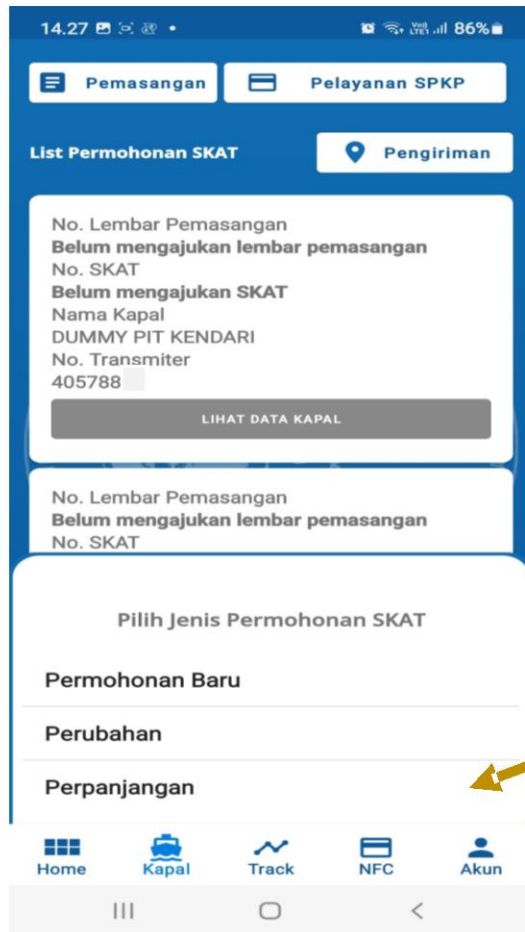 14.27 86%
Pemasangan Pelayanan SPKP
List Permohonan SKAT Pengiriman
No. Lembar Pemasangan
Belum mengajukan lembar pemasangan
No. SKAT
Belum mengajukan SKAT
Nama Kapal
DUMMY PIT KENDARI
No. Transmiter
405788
LIHAT DATA KAPAL
No. Lembar Pemasangan
Belum mengajukan lembar pemasangan
No. SKAT
Pilih Jenis Permohonan SKAT
Permohonan Baru
Perubahan
Perpanjangan
Home Kapal Track NFC Akun